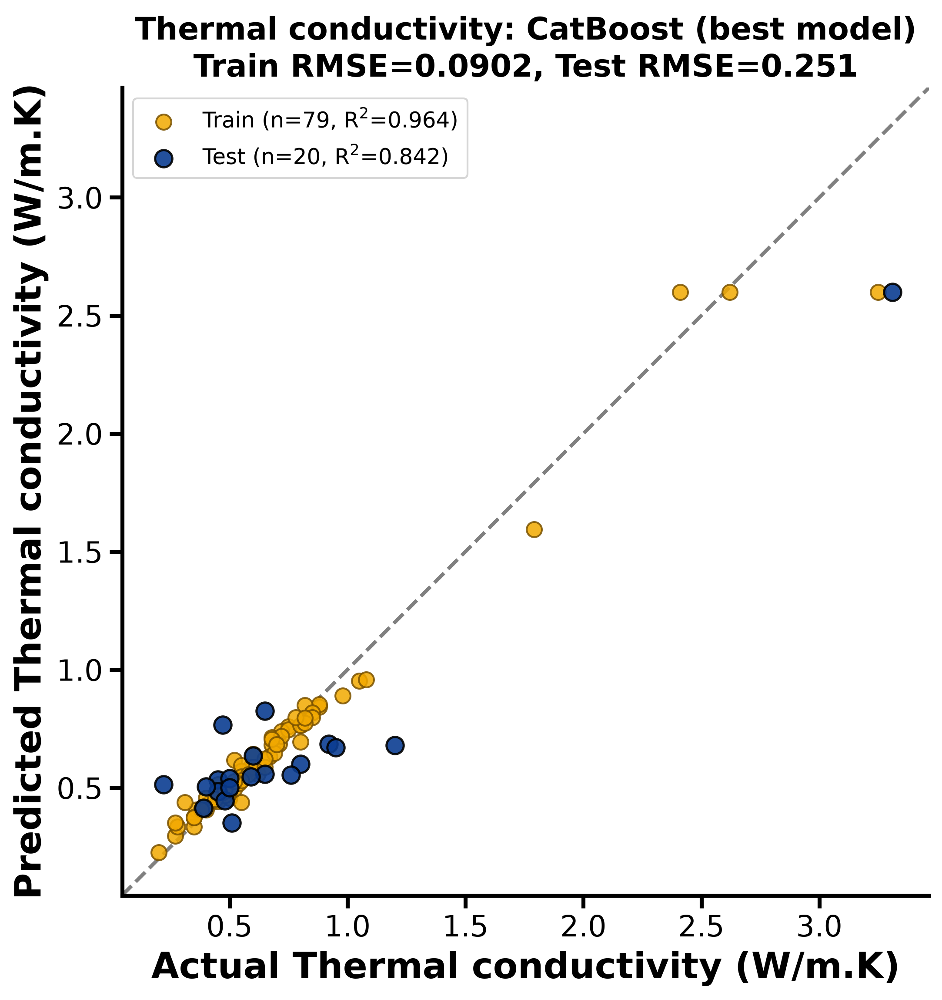 Thermal conductivity: CatBoost (best model)
Train RMSE=0.0902, Test RMSE=0.251
Train (n=79, R²=0.964)
Test (n=20, R²=0.842)
Predicted Thermal conductivity (W/m.K)
3.0
2.5
2.0
1.5
1.0
0.5
0.5 1.0 1.5 2.0 2.5 3.0
Actual Thermal conductivity (W/m.K)